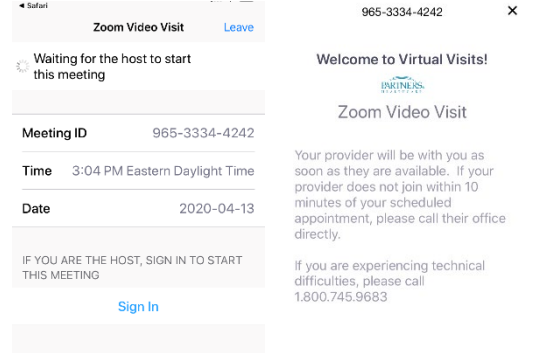 ◀ Safari
Zoom Video Visit
Leave
Waiting for the host to start
this meeting
Meeting ID 965-3334-4242
Time 3:04 PM Eastern Daylight Time
Date 2020-04-13
IF YOU ARE THE HOST, SIGN IN TO START
THIS MEETING
Sign In
965-3334-4242 ✕
Welcome to Virtual Visits!
PARTNERS.
HEALTHCARE
Zoom Video Visit
Your provider will be with you as
soon as they are available. If your
provider does not join within 10
minutes of your scheduled
appointment, please call their office
directly.
If you are experiencing technical
difficulties, please call
1.800.745.9683